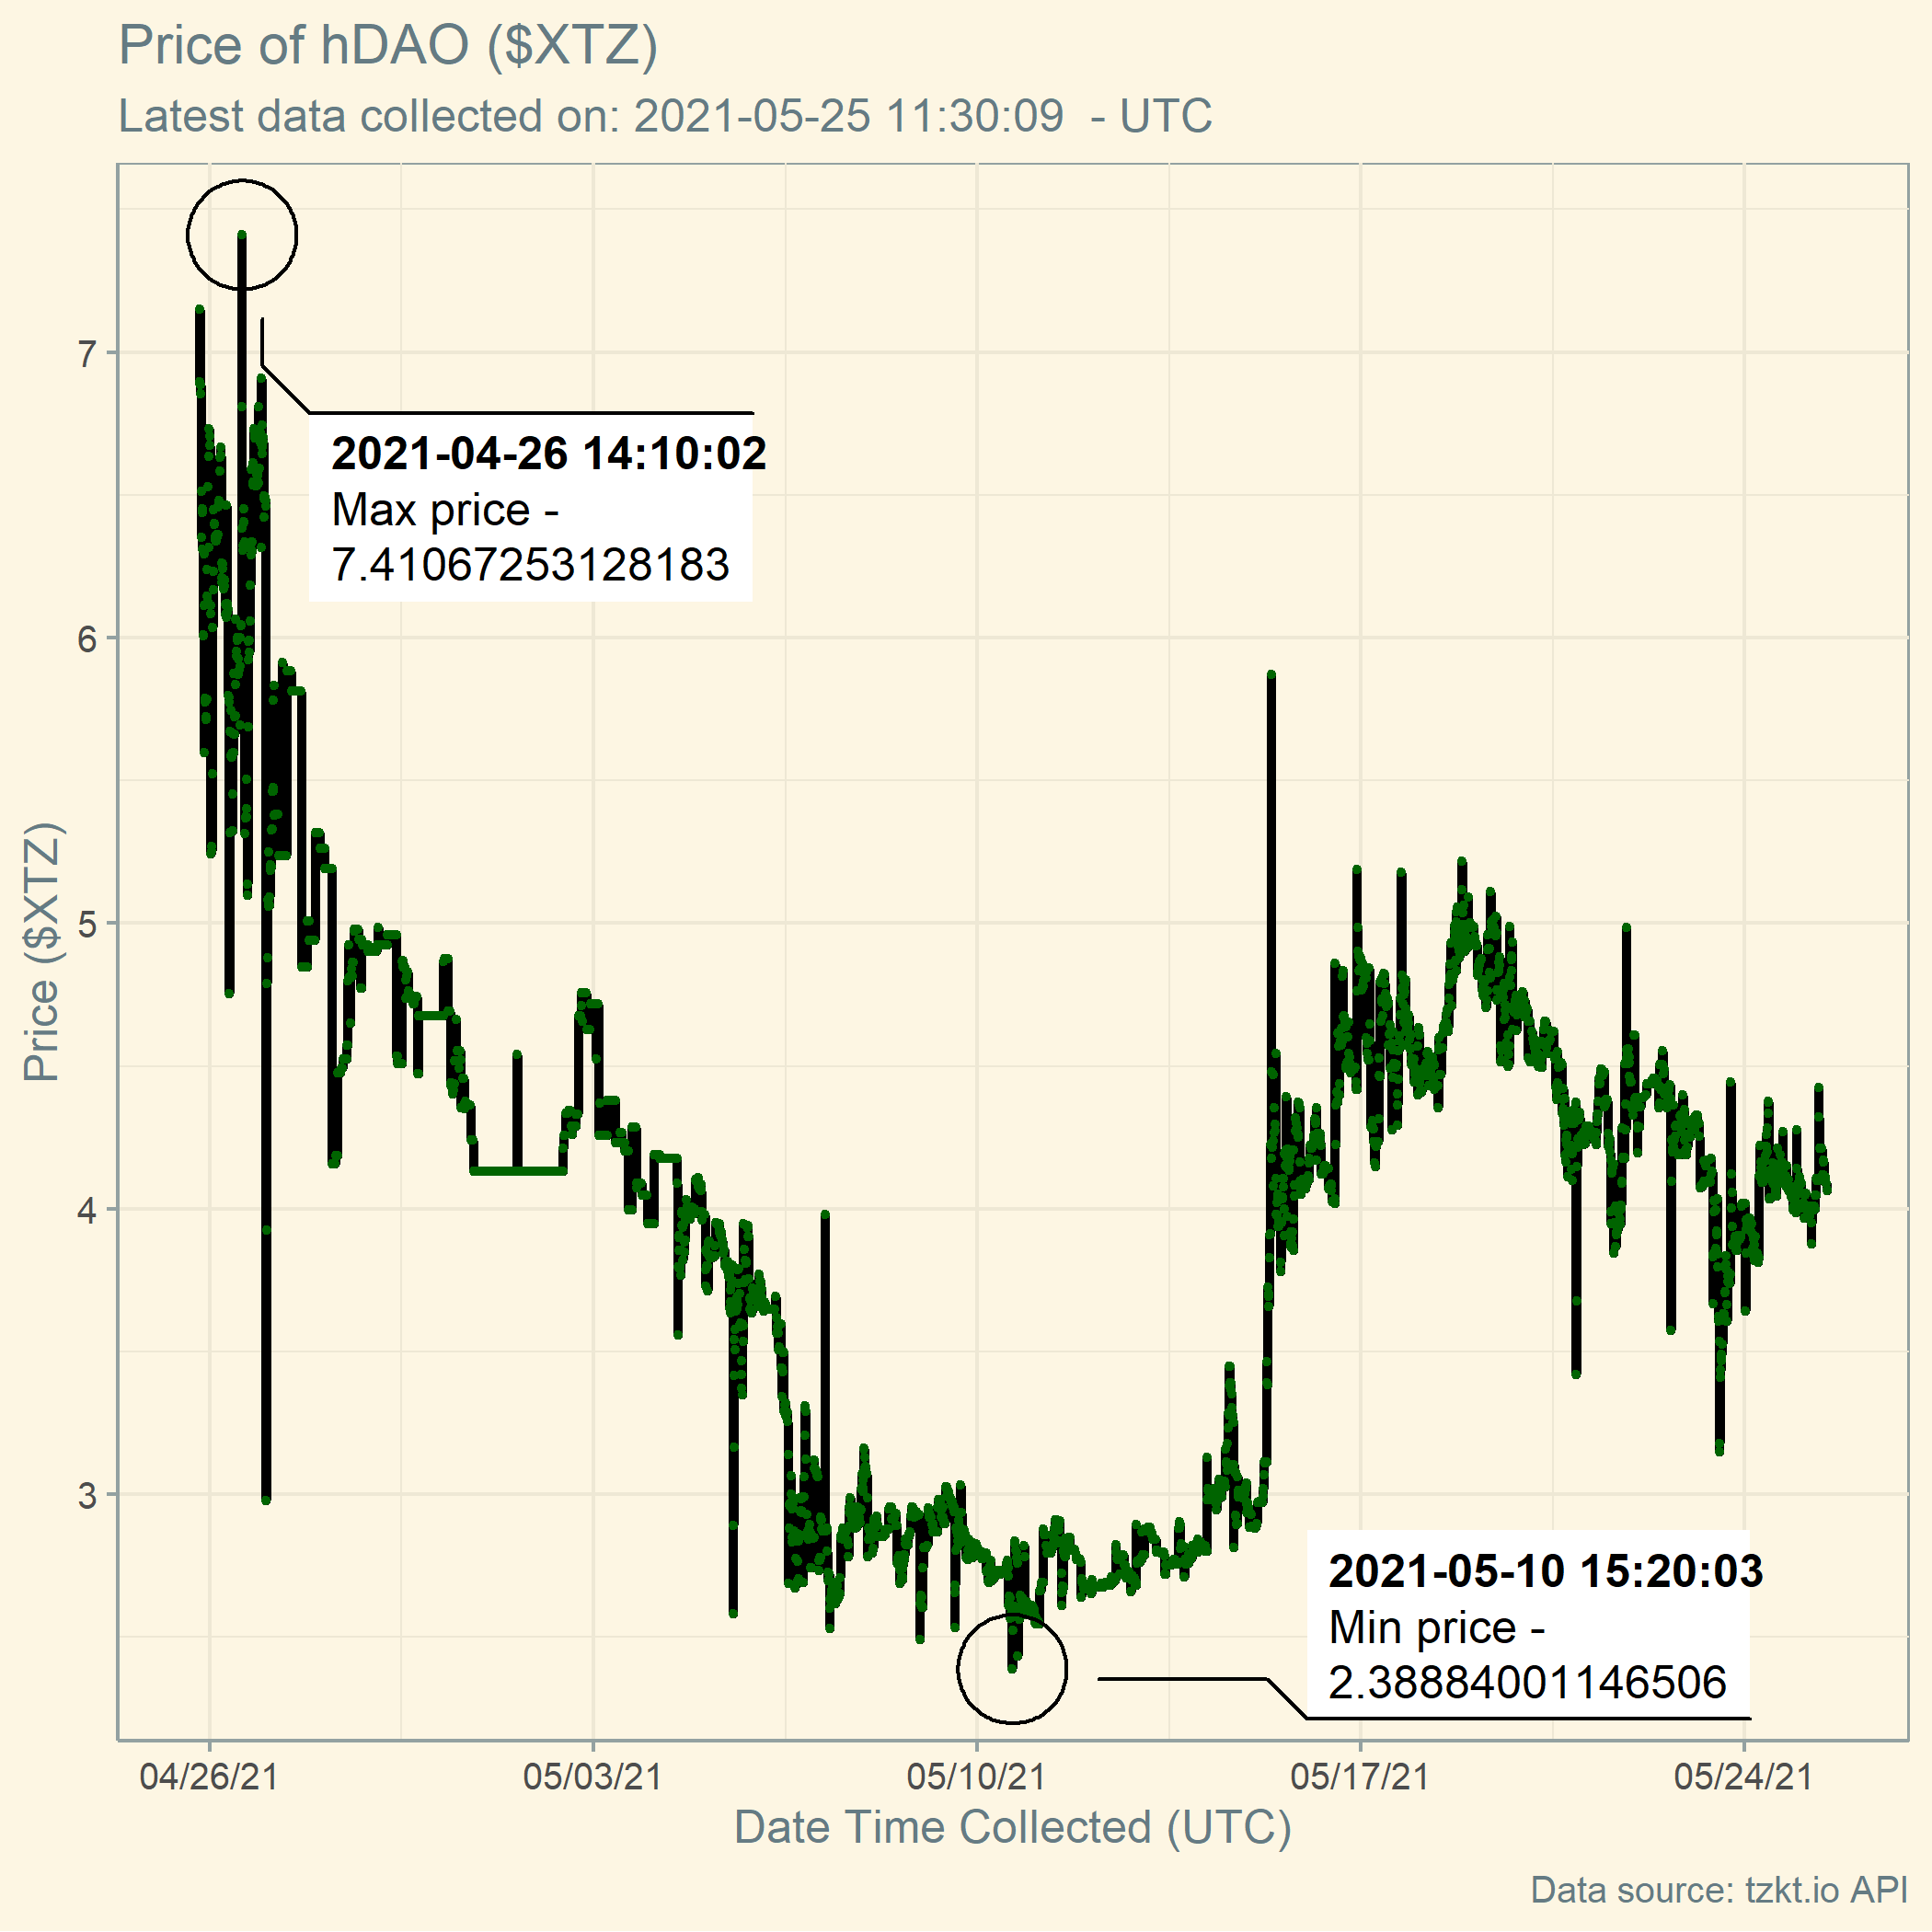 Price of hDAO ($XTZ)
Latest data collected on: 2021-05-25 11:30:09  - UTC
2021-04-26 14:10:02
Max price -
7.41067253128183
7
6
5
4
3
Price ($XTZ)
2021-05-10 15:20:03
Min price -
2.38884001146506
04/26/21
05/03/21
05/10/21
05/17/21
05/24/21
Date Time Collected (UTC)
Data source: tzkt.io API